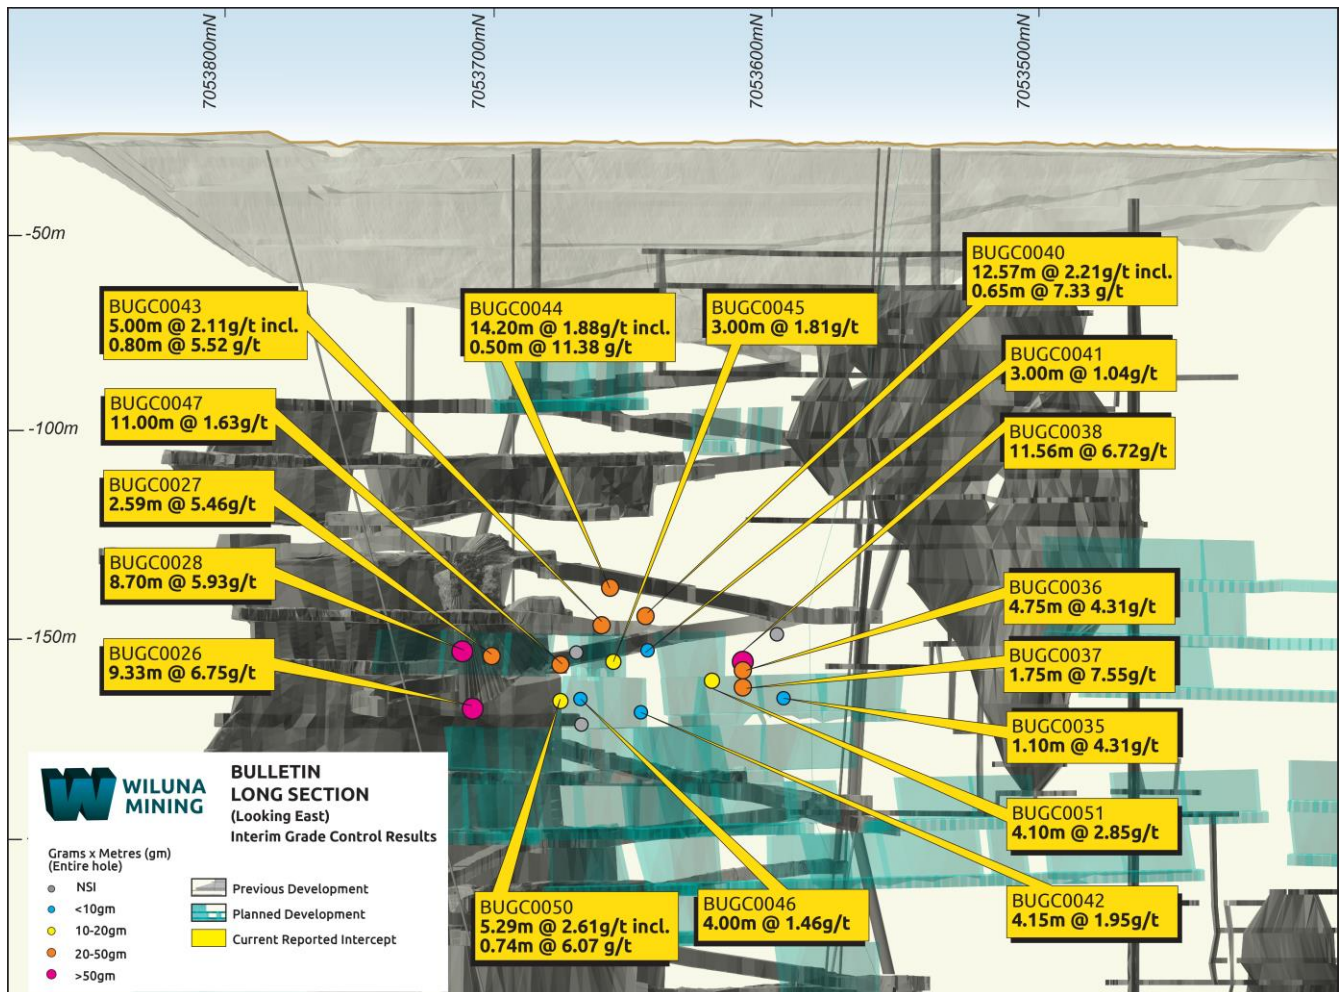 7053800mN
7053700mN
7053600mN
7053500mN
-50m
-100m
-150m
BUGC0040
12.57m @ 2.21g/t incl.
0.65m @ 7.33 g/t
BUGC0043
5.00m @ 2.11g/t incl.
0.80m @ 5.52 g/t
BUGC0044
14.20m @ 1.88g/t incl.
0.50m @ 11.38 g/t
BUGC0045
3.00m @ 1.81g/t
BUGC0041
3.00m @ 1.04g/t
BUGC0047
11.00m @ 1.63g/t
BUGC0038
11.56m @ 6.72g/t
BUGC0027
2.59m @ 5.46g/t
BUGC0028
8.70m @ 5.93g/t
BUGC0036
4.75m @ 4.31g/t
BUGC0026
9.33m @ 6.75g/t
BUGC0037
1.75m @ 7.55g/t
BUGC0035
1.10m @ 4.31g/t
BUGC0051
4.10m @ 2.85g/t
BUGC0050
5.29m @ 2.61g/t incl.
0.74m @ 6.07 g/t
BUGC0046
4.00m @ 1.46g/t
BUGC0042
4.15m @ 1.95g/t
WILUNA
MINING
BULLETIN
LONG SECTION
(Looking East)
Interim Grade Control Results
Grams x Metres (gm)
(Entire hole)
NSI
<10gm
10-20gm
20-50gm
>50gm
Previous Development
Planned Development
Current Reported Intercept